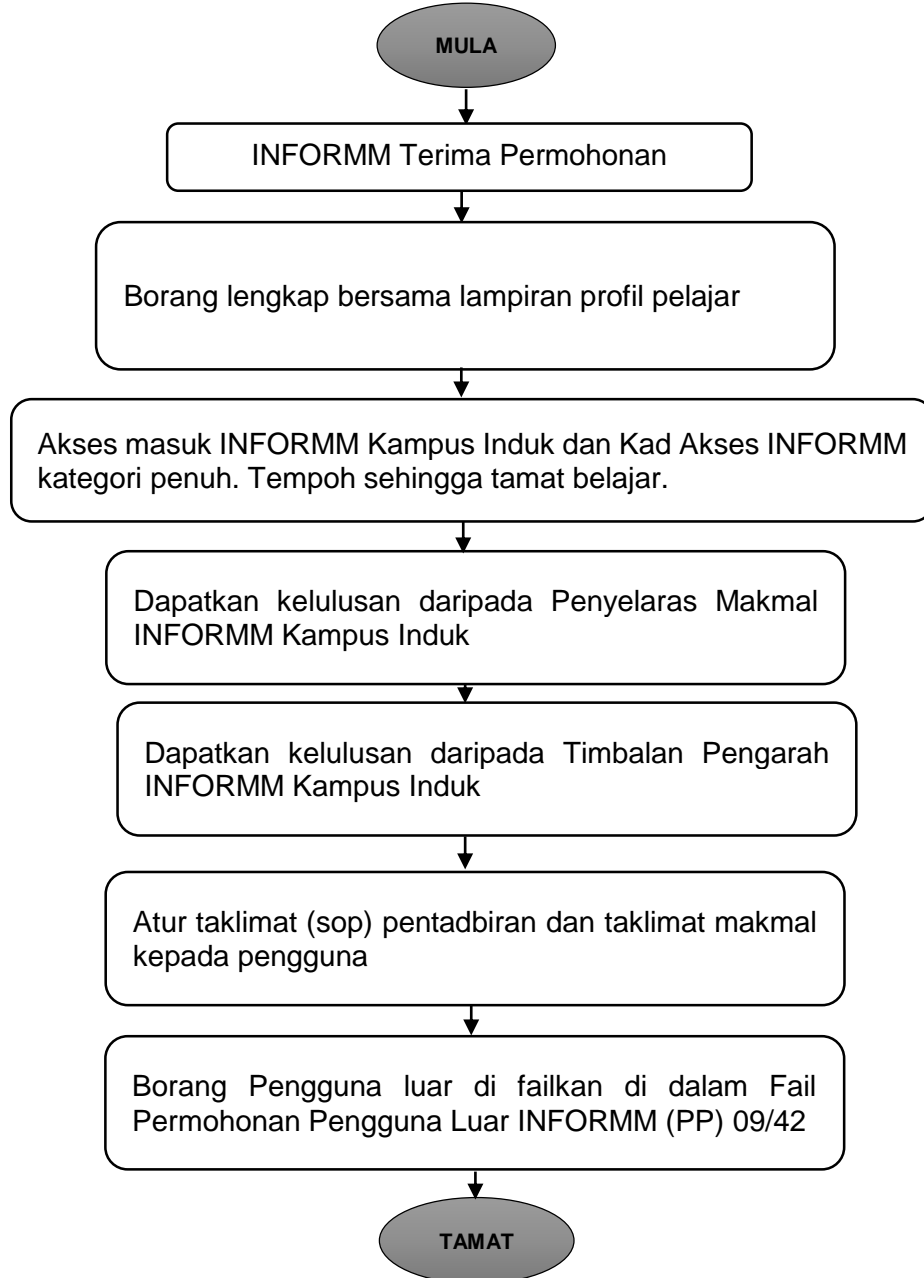 MULA
INFORMM Terima Permohonan
Borang lengkap bersama lampiran profil pelajar
Akses masuk INFORMM Kampus Induk dan Kad Akses INFORMM
kategori penuh. Tempoh sehingga tamat belajar.
Dapatkan kelulusan daripada Penyelaras Makmal
INFORMM Kampus Induk
Dapatkan kelulusan daripada Timbalan Pengarah
INFORMM Kampus Induk
Atur taklimat (sop) pentadbiran dan taklimat makmal
kepada pengguna
Borang Pengguna luar di failkan di dalam Fail
Permohonan Pengguna Luar INFORMM (PP) 09/42
TAMAT